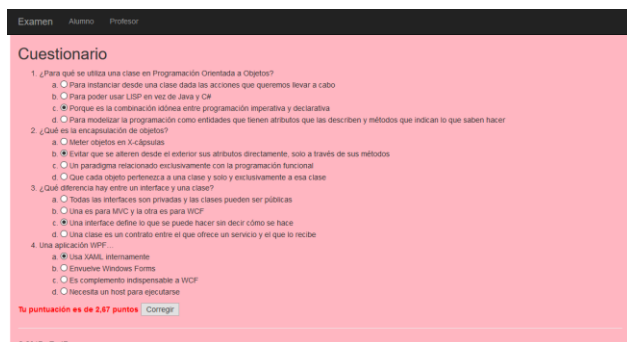 Examen Alumno Profesor
Cuestionario
1. ¿Para qué se utiliza una clase en Programación Orientada a Objetos?
a. Para instanciar desde una clase dada las acciones que queremos llevar a cabo
b. Para poder usar LISP en vez de Java y C#
c. Porque es la combinación idónea entre programación imperativa y declarativa
d. Para modelizar la programación como entidades que tienen atributos que las describen y métodos que indican lo que saben hacer
2. ¿Qué es la encapsulación de objetos?
a. Meter objetos en X-cápsulas
b. Evitar que se alteren desde el exterior sus atributos directamente, solo a través de sus métodos
c. Un paradigma relacionado exclusivamente con la programación funcional
d. Que cada objeto pertenezca a una clase y solo y exclusivamente a esa clase
3. ¿Qué diferencia hay entre un interface y una clase?
a. Todas las interfaces son privadas y las clases pueden ser públicas
b. Una es para MVC y la otra es para WCF
c. Una interface define lo que se puede hacer sin decir cómo se hace
d. Una clase es un contrato entre el que ofrece un servicio y el que lo recibe
4. Una aplicación WPF...
a. Usa XAML internamente
b. Envuelve Windows Forms
c. Es complemento indispensable a WCF
d. Necesita un host para ejecutarse
Tu puntuación es de 2,67 puntos Corregir